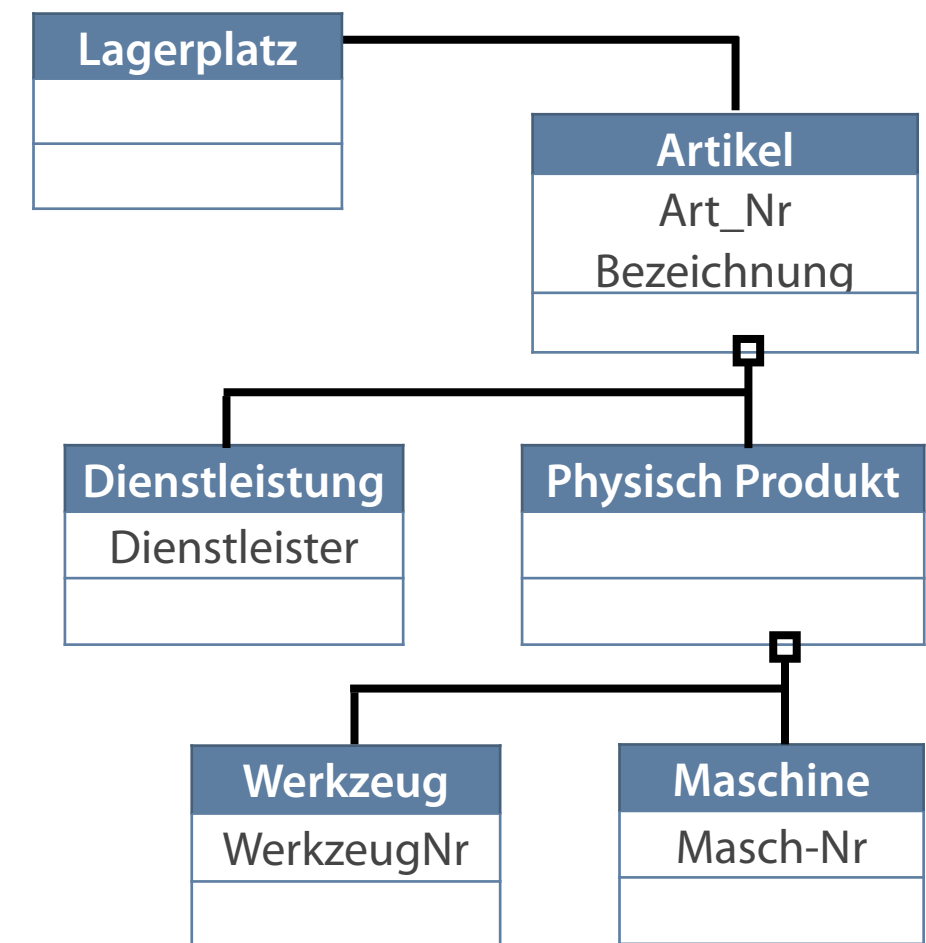 Lagerplatz
Artikel
Art_Nr
Bezeichnung
Dienstleistung
Dienstleister
Physisch Produkt
Werkzeug
WerkzeugNr
Maschine
Masch-Nr